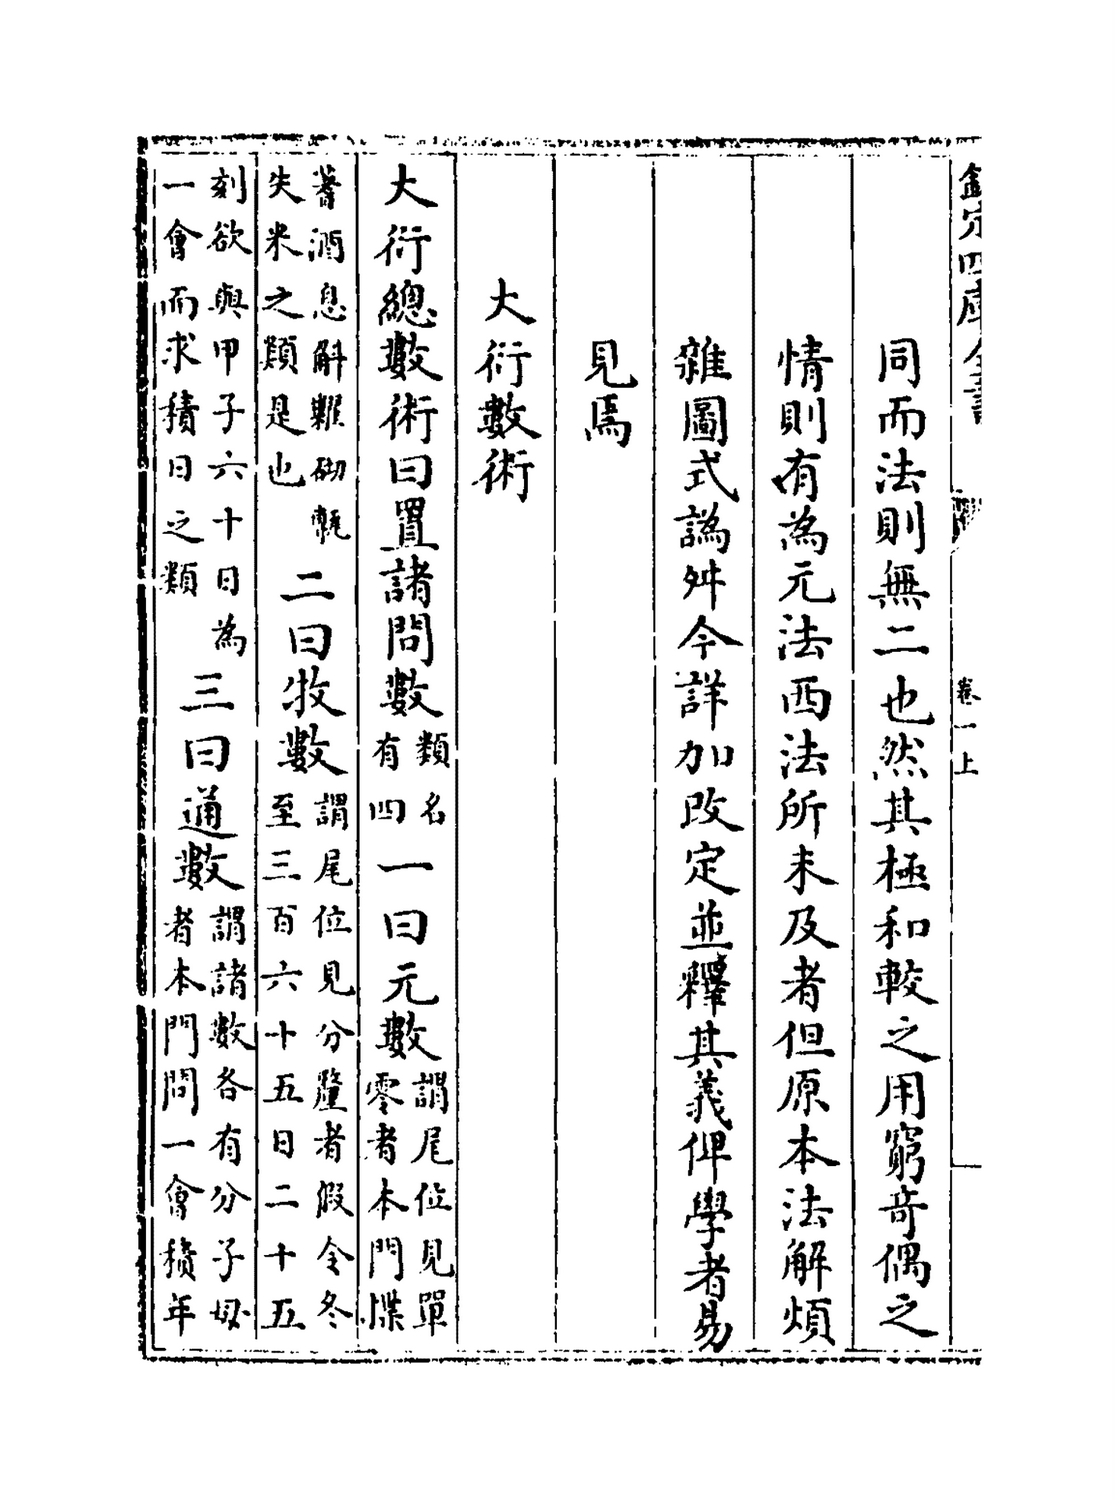 欽定四庫全書
卷一上
同而法則無二也然其極和較之用窮奇偶之
情則有為元法西法所未及者但原本法解煩
雜圖式譌舛今詳加改定並釋其義俾學者易
見焉
大衍數術
大衍總數術曰置諸問數類名有四一曰元數謂尾位見單零者本門揲
蓍酒息斛糶砌甎失米之類是也二曰收數謂尾位見分釐者假令冬至三百六十五日二十五
刻欲與甲子六十日為一會而求積日之類三曰通數謂諸數各有分子母者本門問一會積年